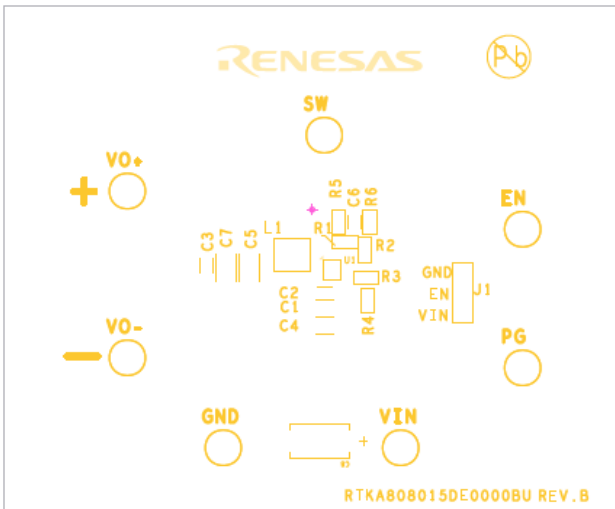 RENESAS
Pb
SW
VO+
+
R5
C6
R6
EN
L1
R1
R2
C3
C7
C5
U1
R3
GND
EN
VIN
J1
C2
C1
C4
R4
VO-
PG
GND
VIN
+
RTKA808015DE0000BU REV.B